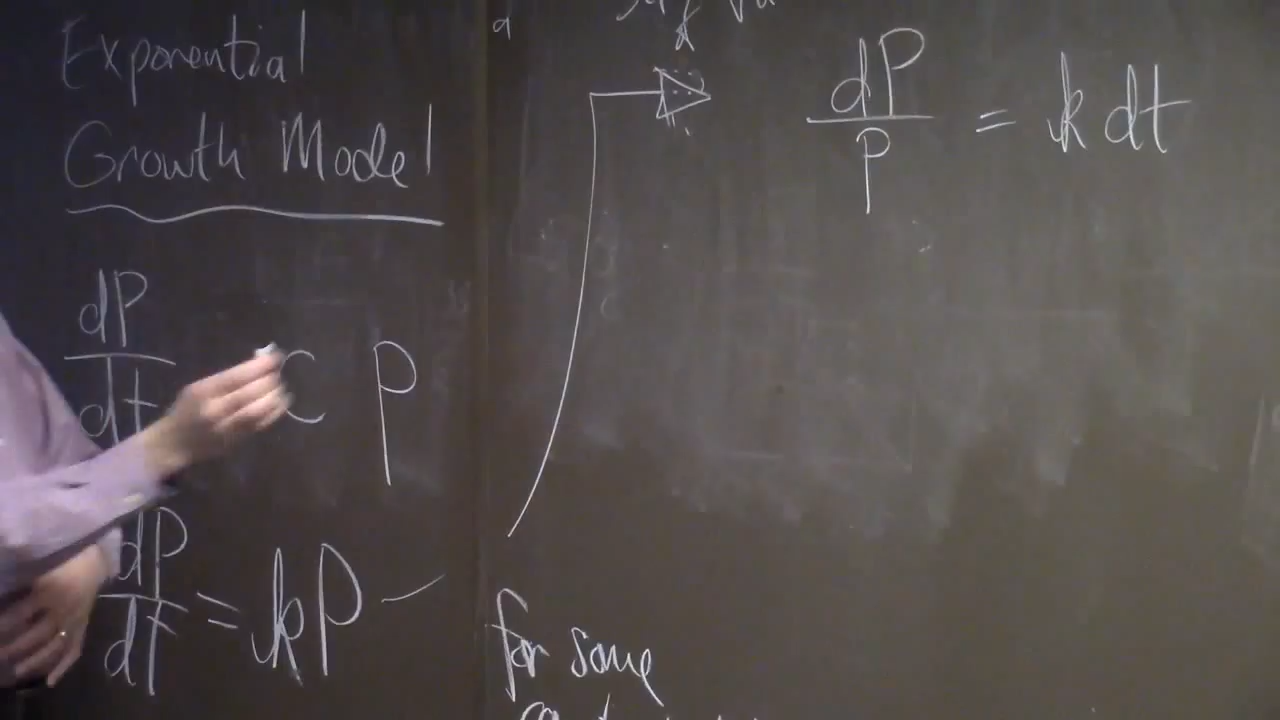 Exponential
Growth Model
dP
dt
P
dP
dt = kP
for some
a
dP
P = k dt